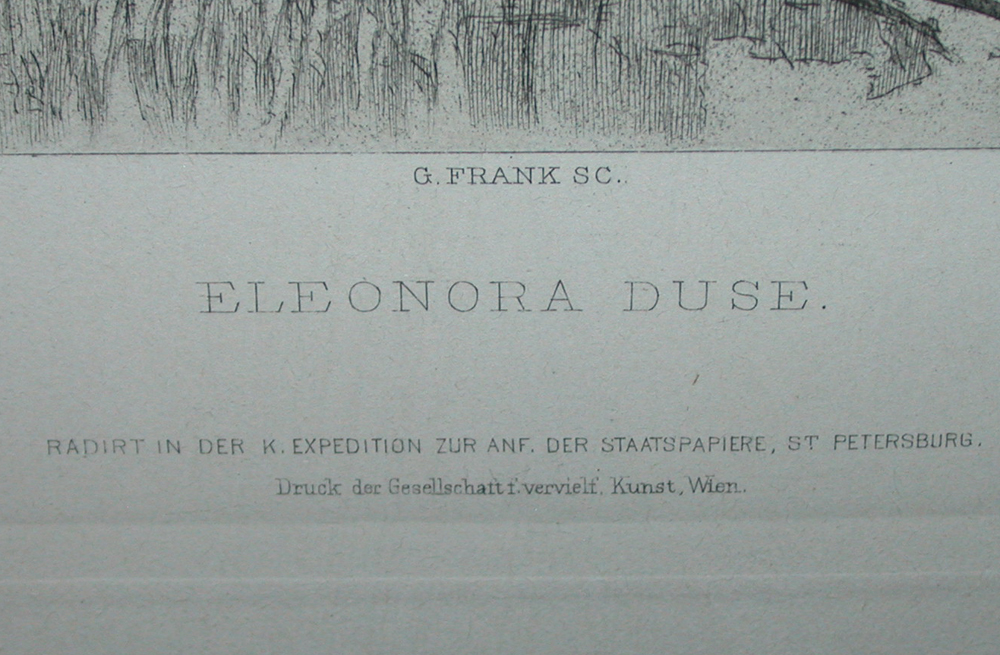 G. FRANK SC.
ELEONORA DUSE.
RADIRT IN DER K. EXPEDITION ZUR ANF. DER STAATSPAPIERE, ST PETERSBURG.
Druck der Gesellschaft f. vervielf. Kunst, Wien.